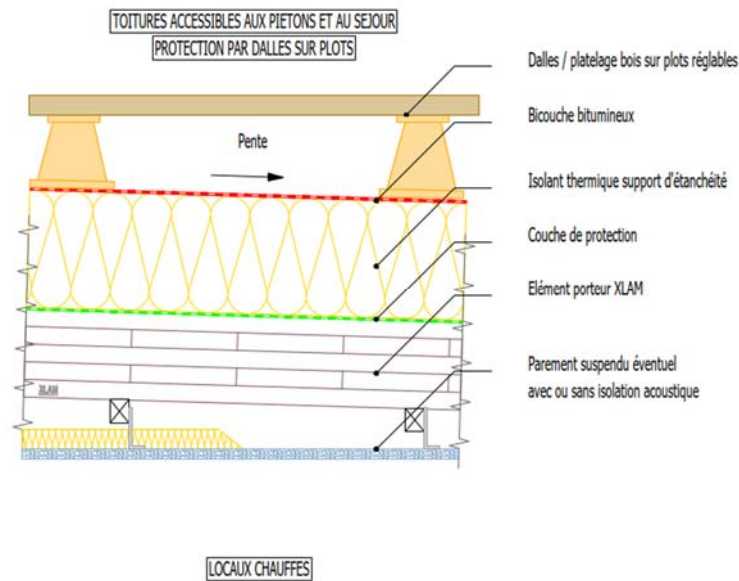 TOITURES ACCESSIBLES AUX PIETONS ET AU SEJOUR
PROTECTION PAR DALLES SUR PLOTS
Dalles / platelage bois sur plots réglables
Bicouche bitumineux
Pente
Isolant thermique support d'étanchéité
Couche de protection
Elément porteur XLAM
Parement suspendu éventuel
avec ou sans isolation acoustique
XLAM
LOCAUX CHAUFFES